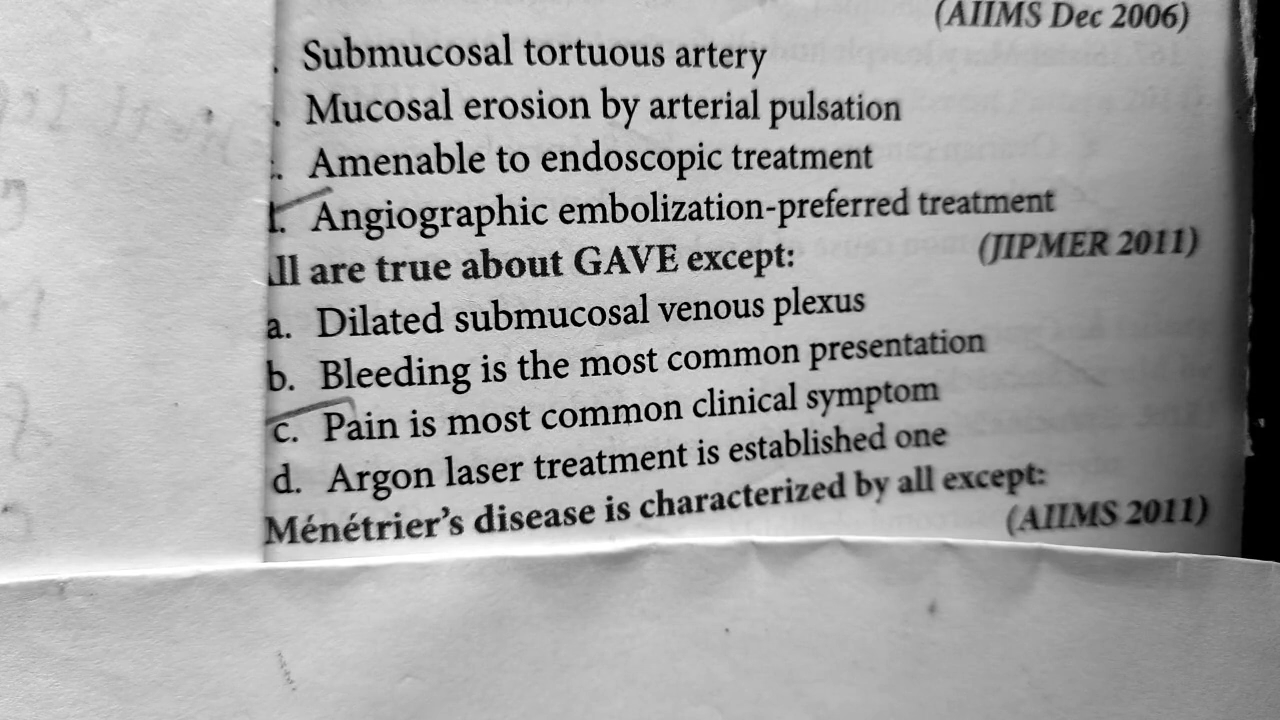 (AIIMS Dec 2006)
. Submucosal tortuous artery
. Mucosal erosion by arterial pulsation
. Amenable to endoscopic treatment
. Angiographic embolization-preferred treatment
ll are true about GAVE except: (JIPMER 2011)
a. Dilated submucosal venous plexus
b. Bleeding is the most common presentation
c. Pain is most common clinical symptom
d. Argon laser treatment is established one
Ménétrier's disease is characterized by all except:
(AIIMS 2011)